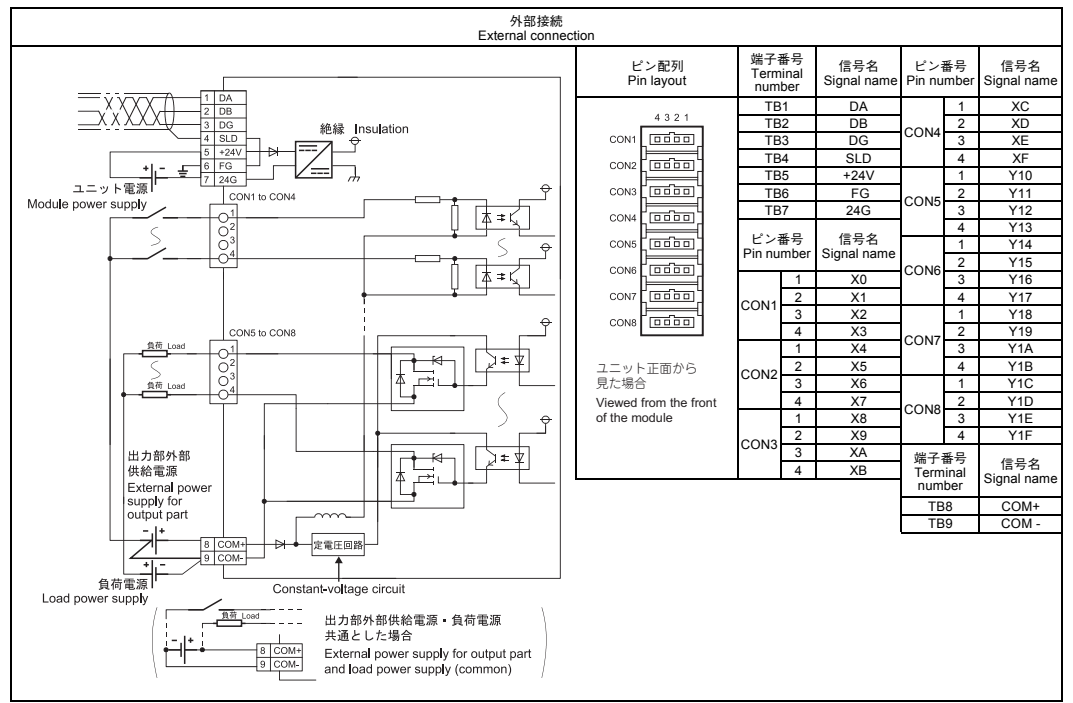 外部接続
External connection
1 DA
2 DB
3 DG
4 SLD
5 +24V
6 FG
7 24G
絶縁 Insulation
+ -
ユニット電源
Module power supply
CON1 to CON4
1
2
3
4
CON5 to CON8
負荷 Load
1
2
3
4
負荷 Load
出力部外部
供給電源
External power
supply for
output part
- +
8 COM+
9 COM-
定電圧回路
+ -
負荷電源
Load power supply
Constant-voltage circuit
負荷 Load
- +
8 COM+
9 COM-
出力部外部供給電源・負荷電源
共通とした場合
External power supply for output part
and load power supply (common)
ピン配列
Pin layout
4 3 2 1
CON1
CON2
CON3
CON4
CON5
CON6
CON7
CON8
ユニット正面から
見た場合
Viewed from the front
of the module
端子番号
Terminal
number
信号名
Signal name
TB1 DA
TB2 DB
TB3 DG
TB4 SLD
TB5 +24V
TB6 FG
TB7 24G
ピン番号
Pin number
信号名
Signal name
CON1
1 X0
2 X1
3 X2
4 X3
CON2
1 X4
2 X5
3 X6
4 X7
CON3
1 X8
2 X9
3 XA
4 XB
ピン番号
Pin number
信号名
Signal name
CON4
1 XC
2 XD
3 XE
4 XF
CON5
1 Y10
2 Y11
3 Y12
4 Y13
CON6
1 Y14
2 Y15
3 Y16
4 Y17
CON7
1 Y18
2 Y19
3 Y1A
4 Y1B
CON8
1 Y1C
2 Y1D
3 Y1E
4 Y1F
端子番号
Terminal
number
信号名
Signal name
TB8 COM+
TB9 COM -